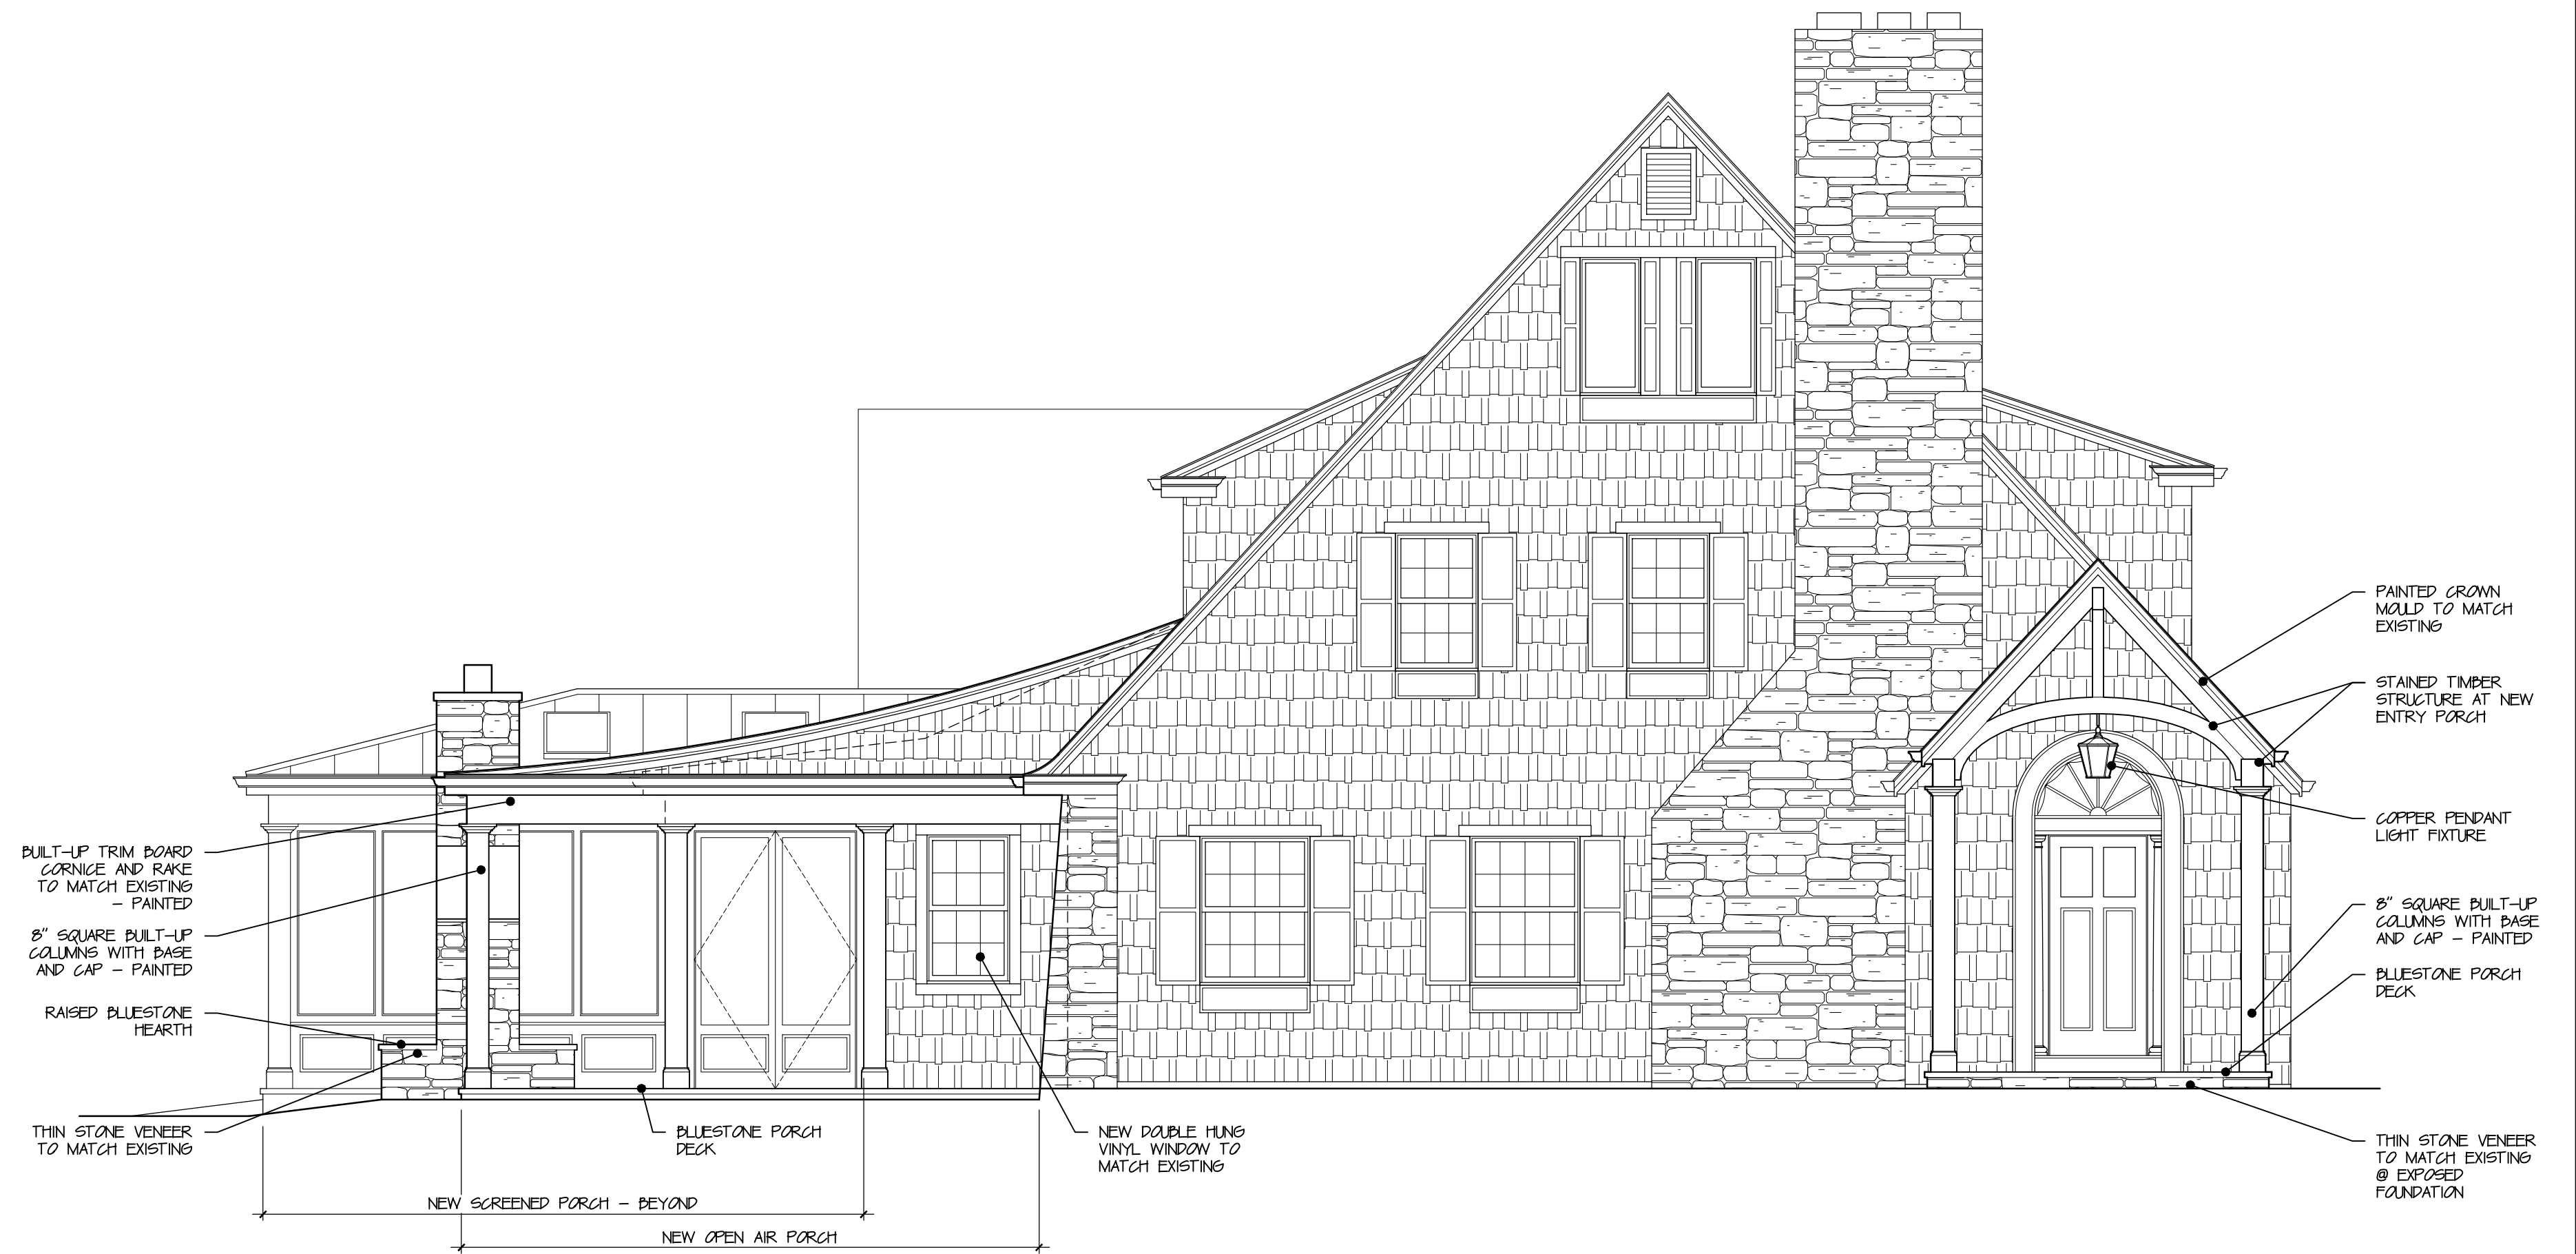 PAINTED CROWN
MOULD TO MATCH
EXISTING
STAINED TIMBER
STRUCTURE AT NEW
ENTRY PORCH
COPPER PENDANT
LIGHT FIXTURE
8" SQUARE BUILT-UP
COLUMNS WITH BASE
AND CAP - PAINTED
BLUESTONE PORCH
DECK
THIN STONE VENEER
TO MATCH EXISTING
@ EXPOSED
FOUNDATION
BUILT-UP TRIM BOARD
CORNICE AND RAKE
TO MATCH EXISTING
- PAINTED
8" SQUARE BUILT-UP
COLUMNS WITH BASE
AND CAP - PAINTED
RAISED BLUESTONE
HEARTH
THIN STONE VENEER
TO MATCH EXISTING
BLUESTONE PORCH
DECK
NEW DOUBLE HUNG
VINYL WINDOW TO
MATCH EXISTING
NEW SCREENED PORCH - BEYOND
NEW OPEN AIR PORCH